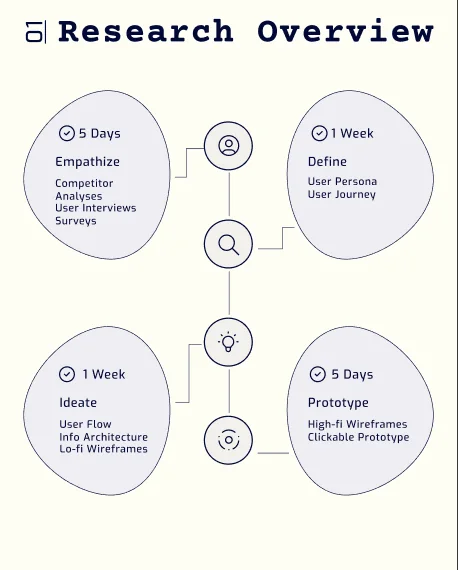 01 Research Overview
5 Days
Empathize
Competitor
Analyses
User Interviews
Surveys
1 Week
Define
User Persona
User Journey
1 Week
Ideate
User Flow
Info Architecture
Lo-fi Wireframes
5 Days
Prototype
High-fi Wireframes
Clickable Prototype